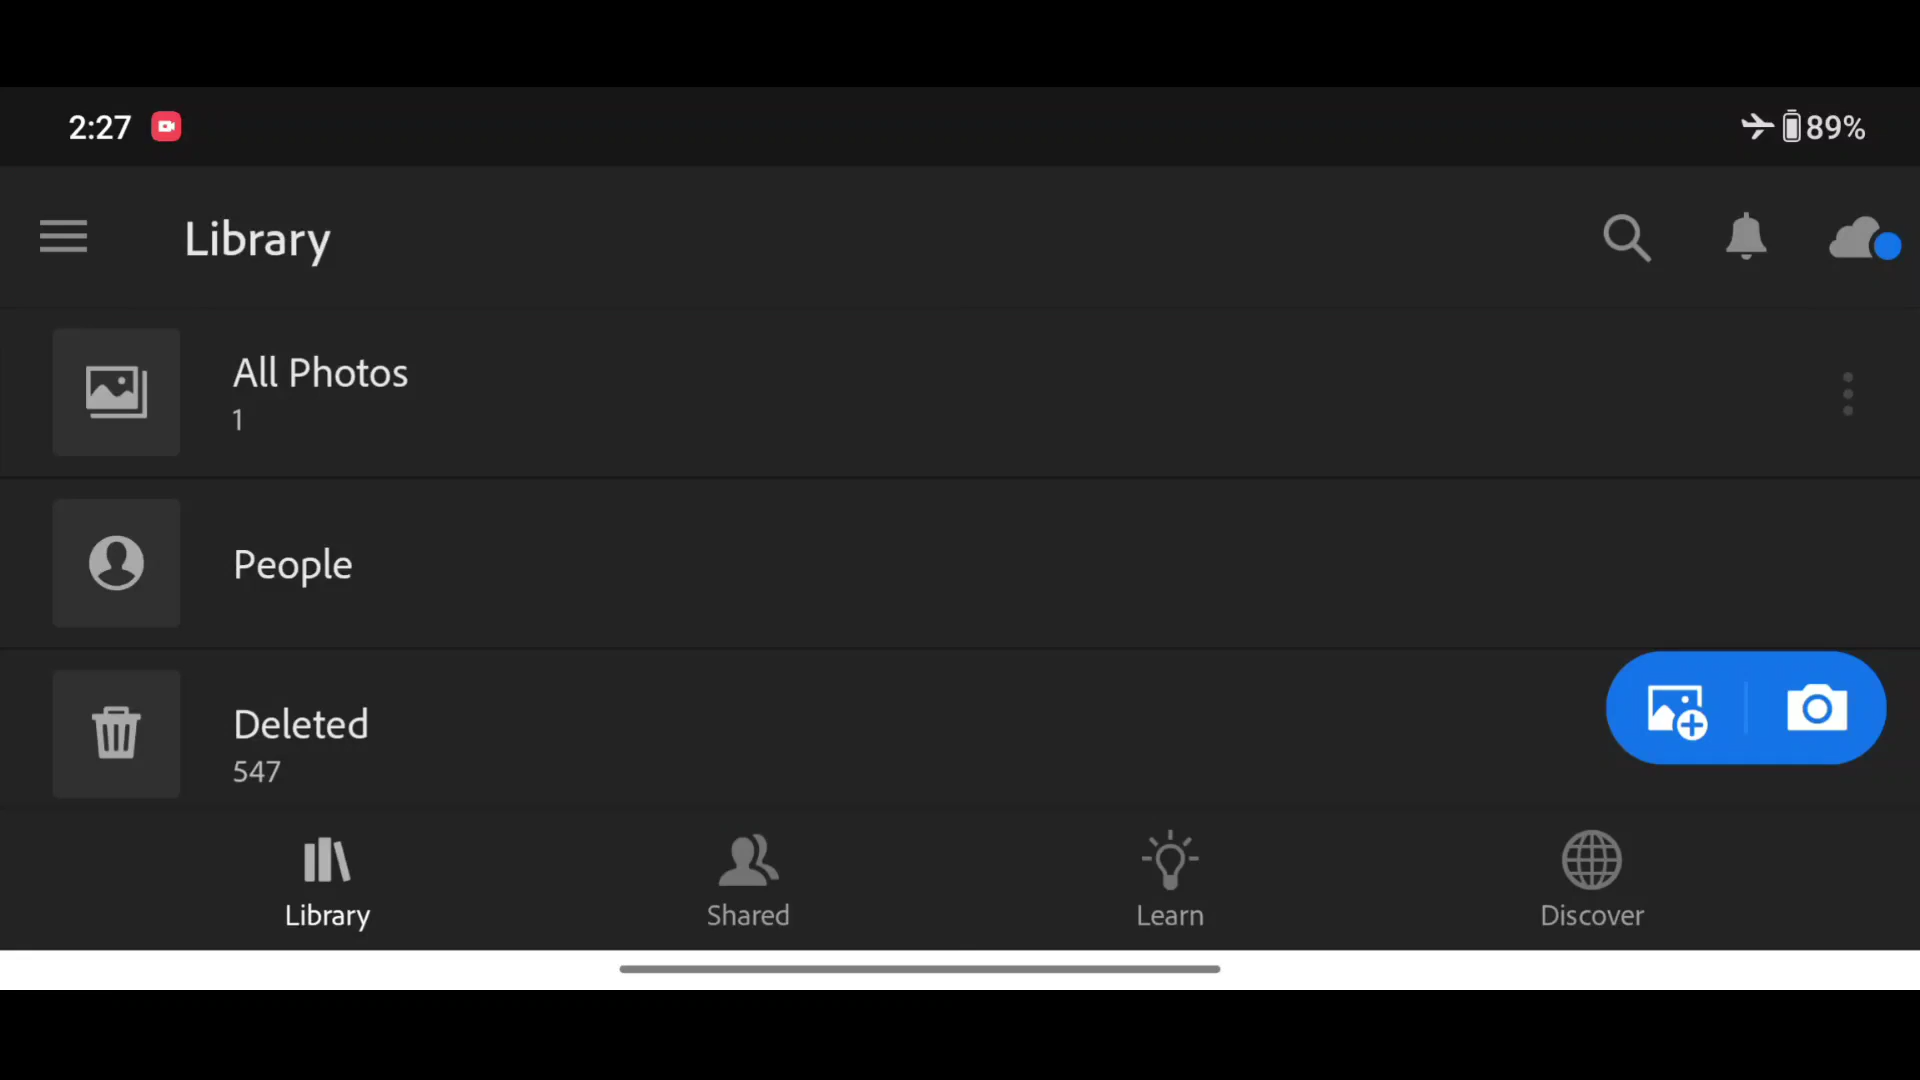 2:27
89%
Library
All Photos
1
People
Deleted
547
Library
Shared
Learn
Discover